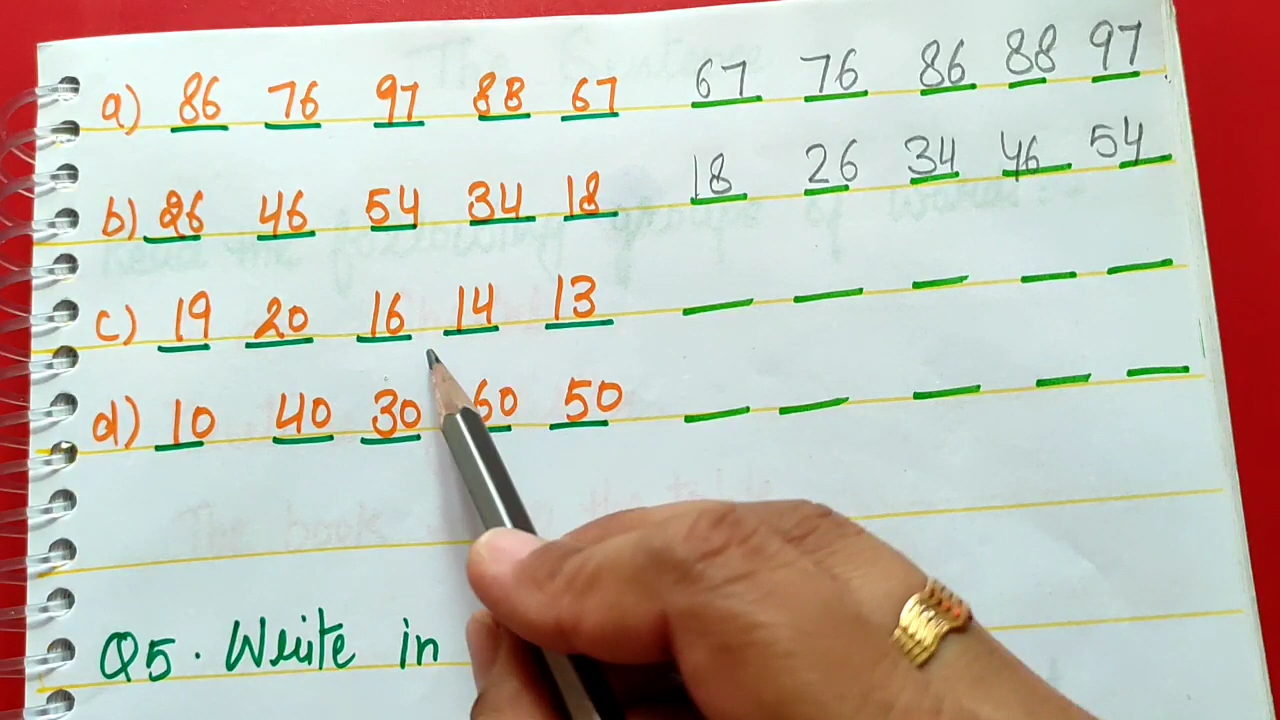 a) 86 76 97 88 67 67 76 86 88 97
b) 26 46 54 34 18 18 26 34 46 54
c) 19 20 16 14 13
d) 10 40 30 60 50
Q5. Write in